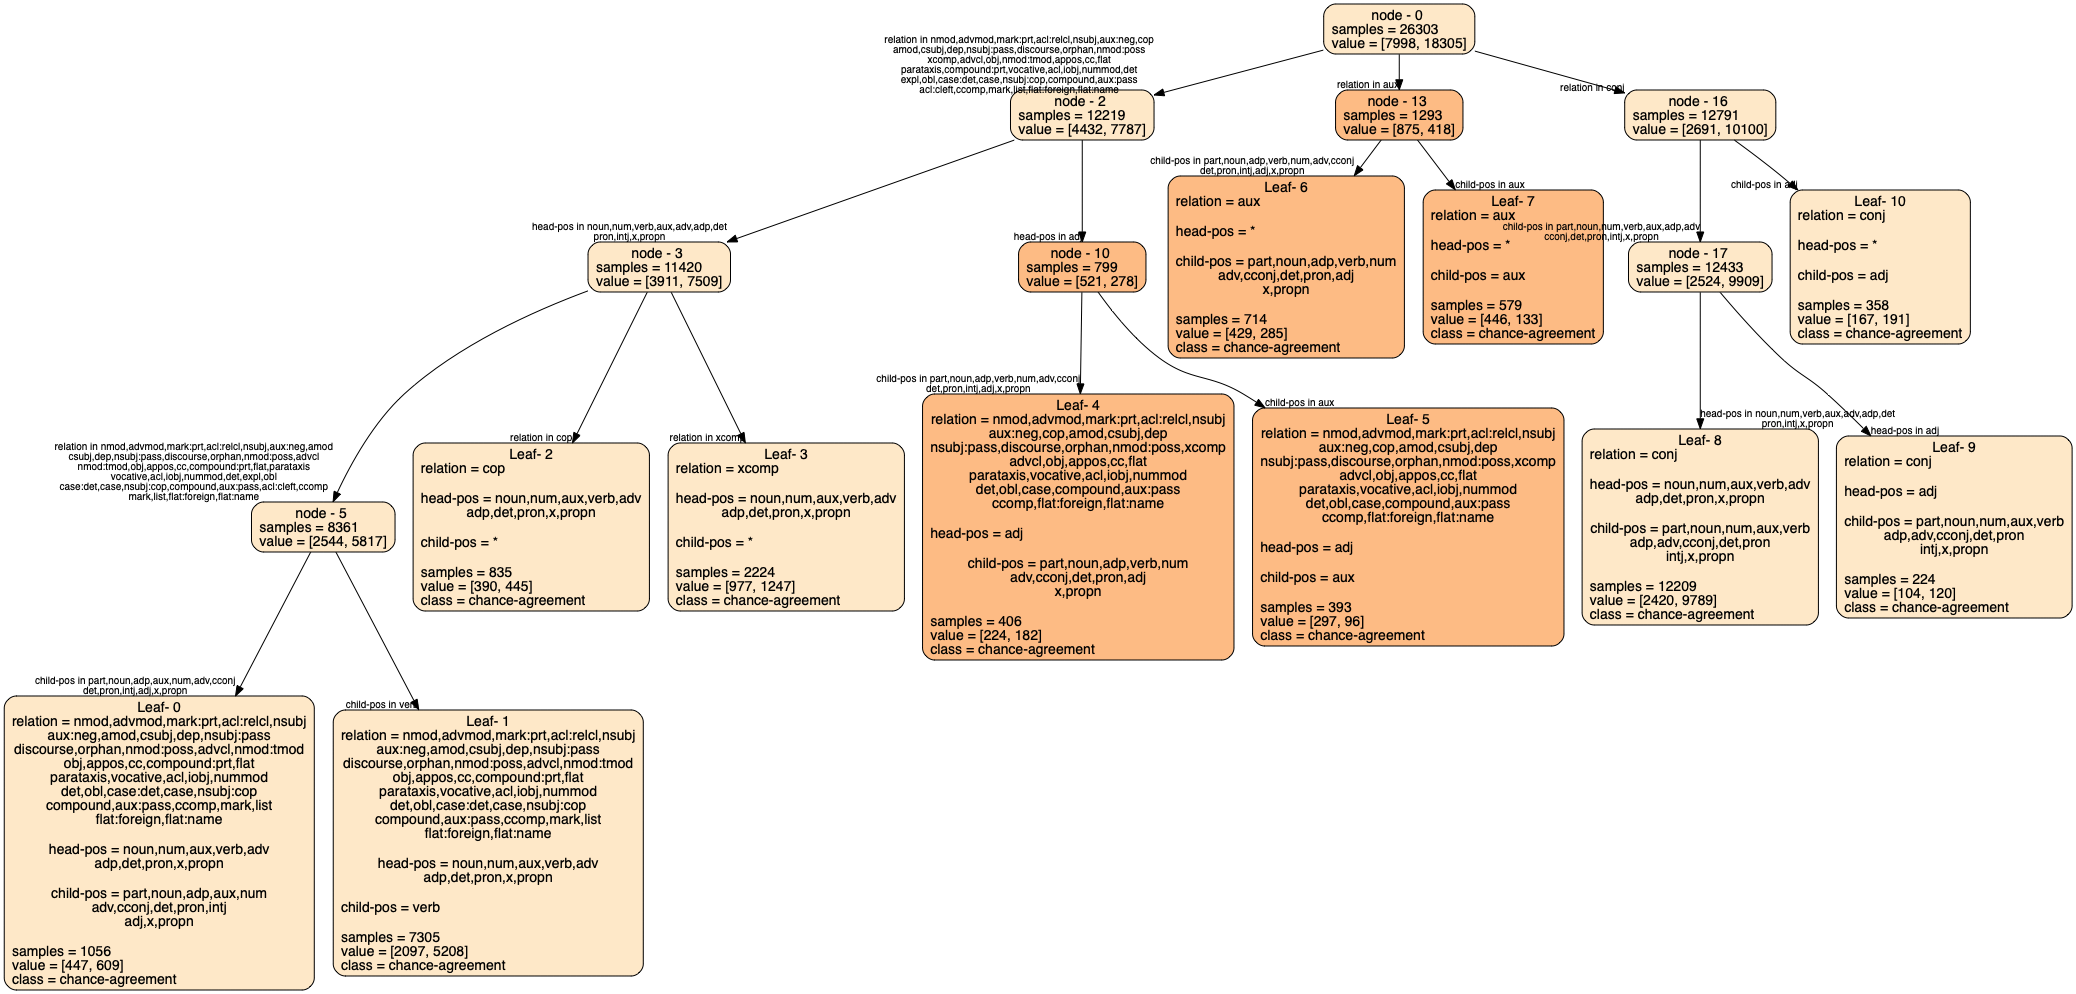 node - 0
samples = 26303
value = [7998, 18305]
relation in nmod,advmod,mark:prt,acl:relcl,nsubj,aux:neg,cop
amod,csubj,dep,nsubj:pass,discourse,orphan,nmod:poss
xcomp,advcl,obj,nmod:tmod,appos,cc,flat
parataxis,compound:prt,vocative,acl,iobj,nummod,det
expl,obl,case:det,case,nsubj:cop,compound,aux:pass
acl:cleft,ccomp,mark,list,flat:foreign,flat:name
node - 2
samples = 12219
value = [4432, 7787]
relation in aux
node - 13
samples = 1293
value = [875, 418]
relation in conj
node - 16
samples = 12791
value = [2691, 10100]
head-pos in noun,num,verb,aux,adv,adp,det
pron,intj,x,propn
node - 3
samples = 11420
value = [3911, 7509]
head-pos in adj
node - 10
samples = 799
value = [521, 278]
child-pos in part,noun,adp,verb,num,adv,cconj
det,pron,intj,adj,x,propn
Leaf- 6
relation = aux
head-pos = *
child-pos = part,noun,adp,verb,num
adv,cconj,det,pron,adj
x,propn
samples = 714
value = [429, 285]
class = chance-agreement
child-pos in aux
Leaf- 7
relation = aux
head-pos = *
child-pos = aux
samples = 579
value = [446, 133]
class = chance-agreement
child-pos in part,noun,num,verb,aux,adp,adv
cconj,det,pron,intj,x,propn
node - 17
samples = 12433
value = [2524, 9909]
child-pos in adj
Leaf- 10
relation = conj
head-pos = *
child-pos = adj
samples = 358
value = [167, 191]
class = chance-agreement
relation in nmod,advmod,mark:prt,acl:relcl,nsubj,aux:neg,amod
csubj,dep,nsubj:pass,discourse,orphan,nmod:poss,advcl
nmod:tmod,obj,appos,cc,compound:prt,flat,parataxis
vocative,acl,iobj,nummod,det,expl,obl
case:det,case,nsubj:cop,compound,aux:pass,acl:cleft,ccomp
mark,list,flat:foreign,flat:name
node - 5
samples = 8361
value = [2544, 5817]
relation in cop
Leaf- 2
relation = cop
head-pos = noun,num,aux,verb,adv
adp,det,pron,x,propn
child-pos = *
samples = 835
value = [390, 445]
class = chance-agreement
relation in xcomp
Leaf- 3
relation = xcomp
head-pos = noun,num,aux,verb,adv
adp,det,pron,x,propn
child-pos = *
samples = 2224
value = [977, 1247]
class = chance-agreement
child-pos in part,noun,adp,verb,num,adv,cconj
det,pron,intj,adj,x,propn
Leaf- 4
relation = nmod,advmod,mark:prt,acl:relcl,nsubj
aux:neg,cop,amod,csubj,dep
nsubj:pass,discourse,orphan,nmod:poss,xcomp
advcl,obj,appos,cc,flat
parataxis,vocative,acl,iobj,nummod
det,obl,case,compound,aux:pass
ccomp,flat:foreign,flat:name
head-pos = adj
child-pos = part,noun,adp,verb,num
adv,cconj,det,pron,adj
x,propn
samples = 406
value = [224, 182]
class = chance-agreement
child-pos in aux
Leaf- 5
relation = nmod,advmod,mark:prt,acl:relcl,nsubj
aux:neg,cop,amod,csubj,dep
nsubj:pass,discourse,orphan,nmod:poss,xcomp
advcl,obj,appos,cc,flat
parataxis,vocative,acl,iobj,nummod
det,obl,case,compound,aux:pass
ccomp,flat:foreign,flat:name
head-pos = adj
child-pos = aux
samples = 393
value = [297, 96]
class = chance-agreement
head-pos in noun,num,verb,aux,adv,adp,det
pron,intj,x,propn
Leaf- 8
relation = conj
head-pos = noun,num,aux,verb,adv
adp,det,pron,x,propn
child-pos = part,noun,num,aux,verb
adp,adv,cconj,det,pron
intj,x,propn
samples = 12209
value = [2420, 9789]
class = chance-agreement
head-pos in adj
Leaf- 9
relation = conj
head-pos = adj
child-pos = part,noun,num,aux,verb
adp,adv,cconj,det,pron
intj,x,propn
samples = 224
value = [104, 120]
class = chance-agreement
child-pos in part,noun,adp,aux,num,adv,cconj
det,pron,intj,adj,x,propn
Leaf- 0
relation = nmod,advmod,mark:prt,acl:relcl,nsubj
aux:neg,amod,csubj,dep,nsubj:pass
discourse,orphan,nmod:poss,advcl,nmod:tmod
obj,appos,cc,compound:prt,flat
parataxis,vocative,acl,iobj,nummod
det,obl,case:det,case,nsubj:cop
compound,aux:pass,ccomp,mark,list
flat:foreign,flat:name
head-pos = noun,num,aux,verb,adv
adp,det,pron,x,propn
child-pos = part,noun,adp,aux,num
adv,cconj,det,pron,intj
adj,x,propn
samples = 1056
value = [447, 609]
class = chance-agreement
child-pos in verb
Leaf- 1
relation = nmod,advmod,mark:prt,acl:relcl,nsubj
aux:neg,amod,csubj,dep,nsubj:pass
discourse,orphan,nmod:poss,advcl,nmod:tmod
obj,appos,cc,compound:prt,flat
parataxis,vocative,acl,iobj,nummod
det,obl,case:det,case,nsubj:cop
compound,aux:pass,ccomp,mark,list
flat:foreign,flat:name
head-pos = noun,num,aux,verb,adv
adp,det,pron,x,propn
child-pos = verb
samples = 7305
value = [2097, 5208]
class = chance-agreement